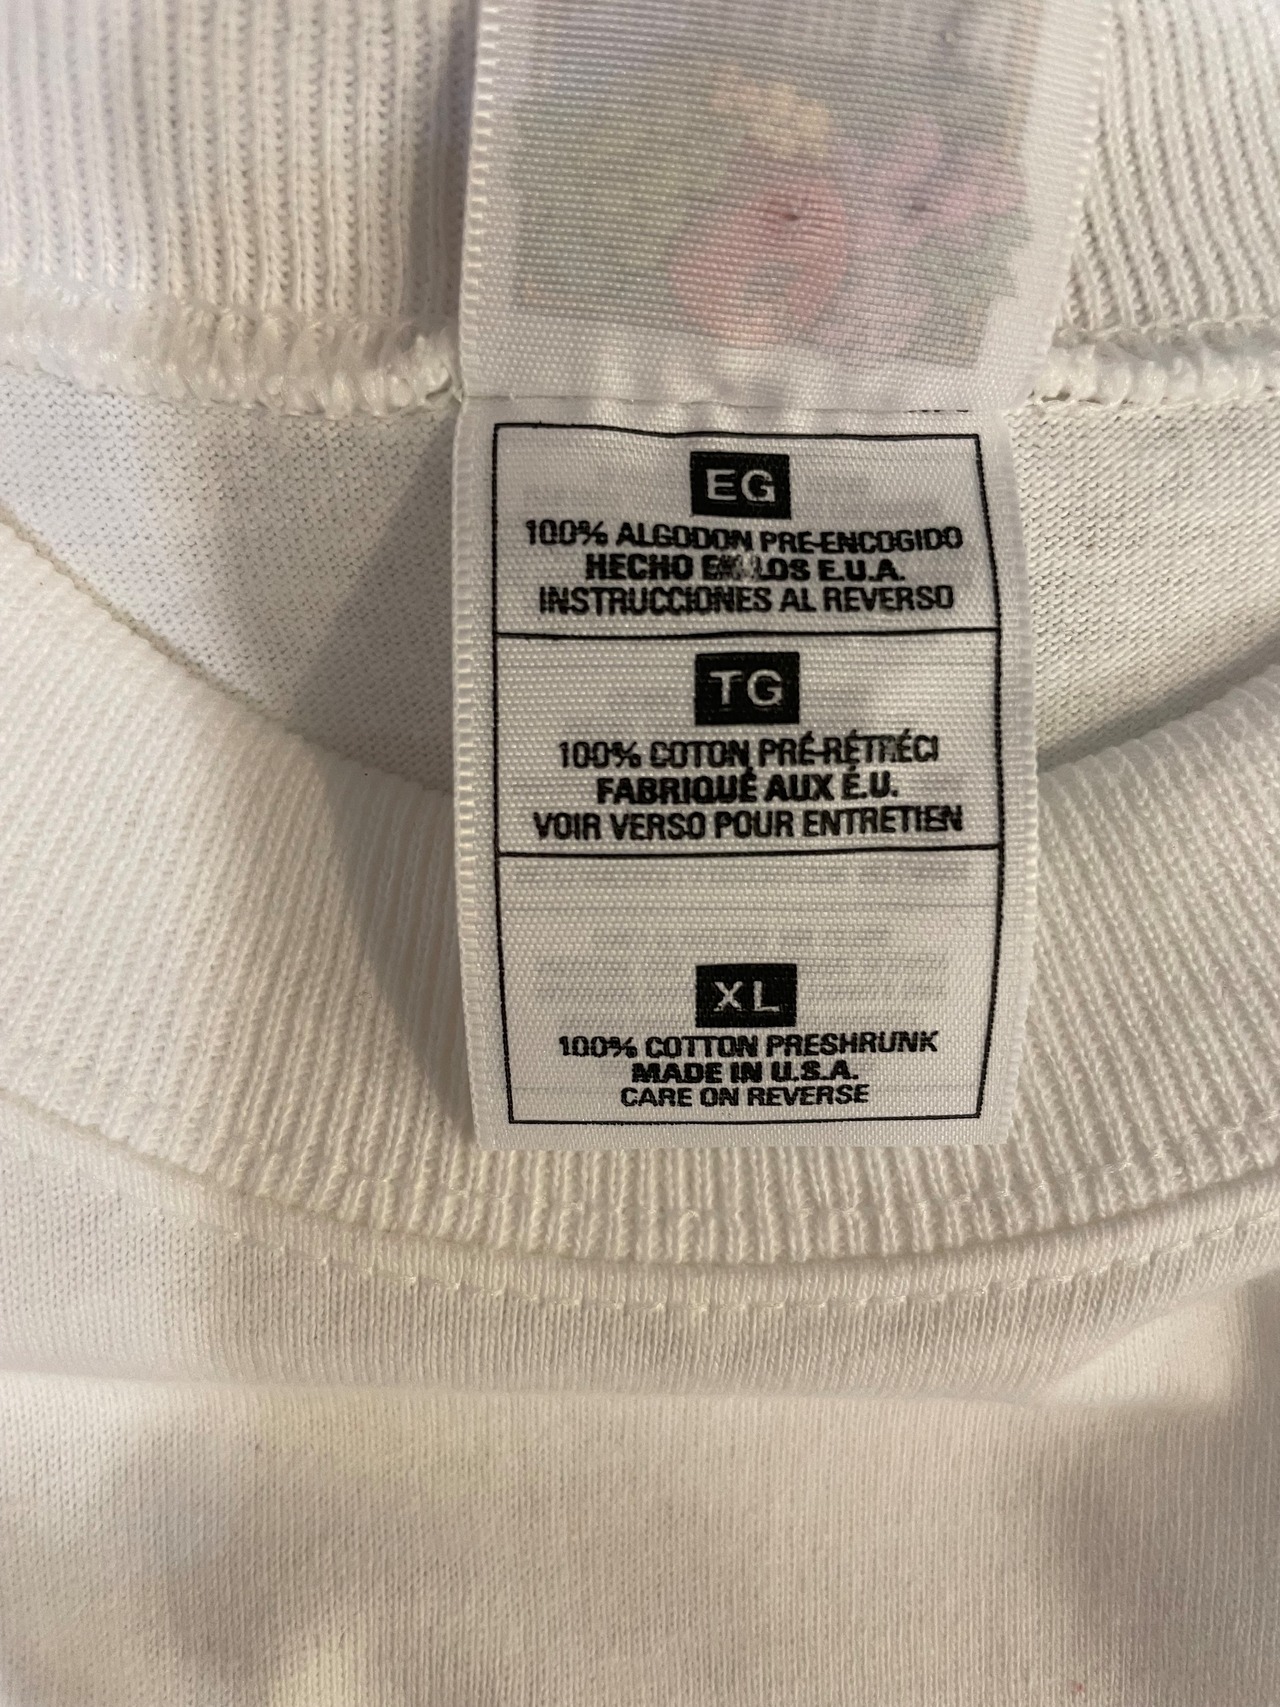 EG
100% ALGODON PRE-ENCOGIDO
HECHO EN LOS E.U.A.
INSTRUCCIONES AL REVERSO
TG
100% COTON PRÉ-RÉTRÉCI
FABRIQUÉ AUX É.U.
VOIR VERSO POUR ENTRETIEN
XL
100% COTTON PRESHRUNK
MADE IN U.S.A.
CARE ON REVERSE